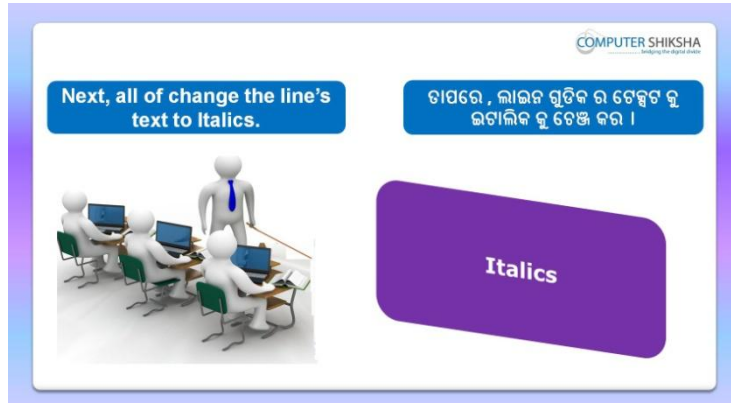 COMPUTER SHIKSHA
bridging the digital divide
Next, all of change the line's
text to Italics.
ତାପରେ , ଲାଇନ ଗୁଡିକ ର ଟେକ୍ସଟ କୁ
ଇଟାଲିକ କୁ ଚେଞ୍ଜ କର ।
Italics